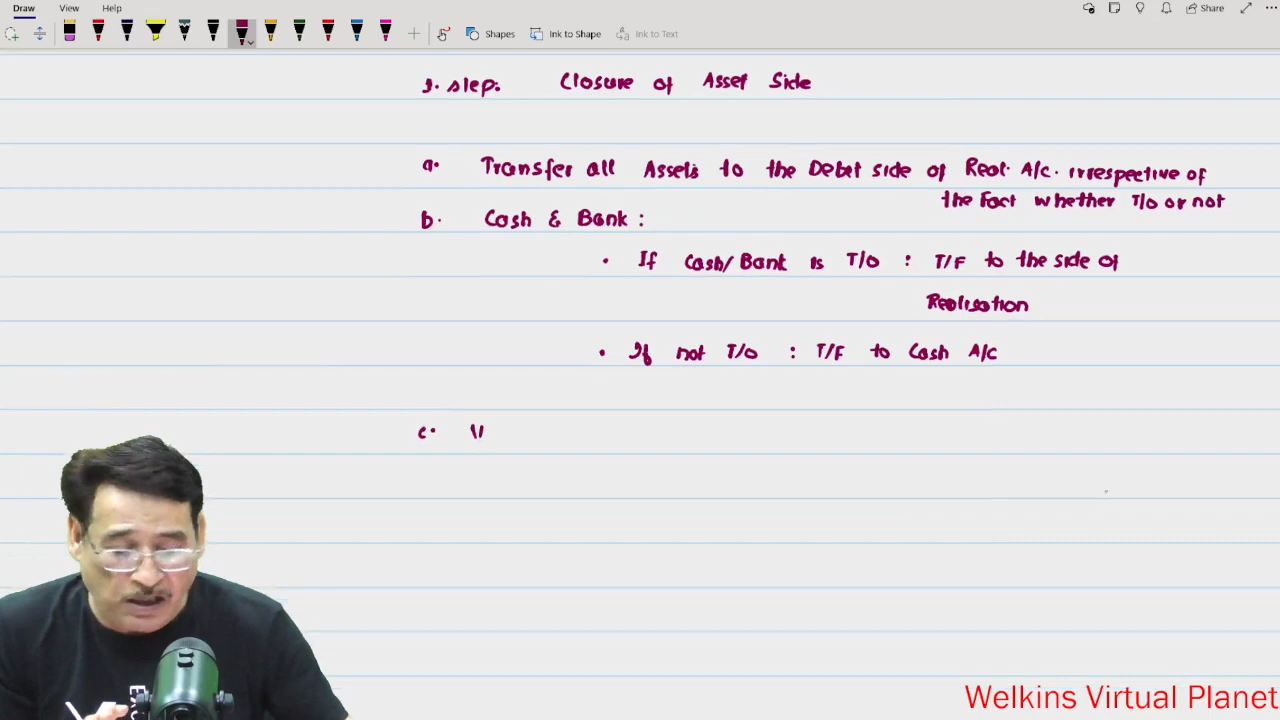 Draw View Help
Shapes Ink to Shape Ink to Text Share
1. step: Closure of Asset Side
a. Transfer all Assets to the Debit side of Real. A/c. irrespective of
the Fact whether T/O or not
b. Cash & Bank :
• If Cash/Bank is T/O : T/F to the side of
Realisation
• If not T/O : T/F to Cash A/c
c.
Welkins Virtual Planet